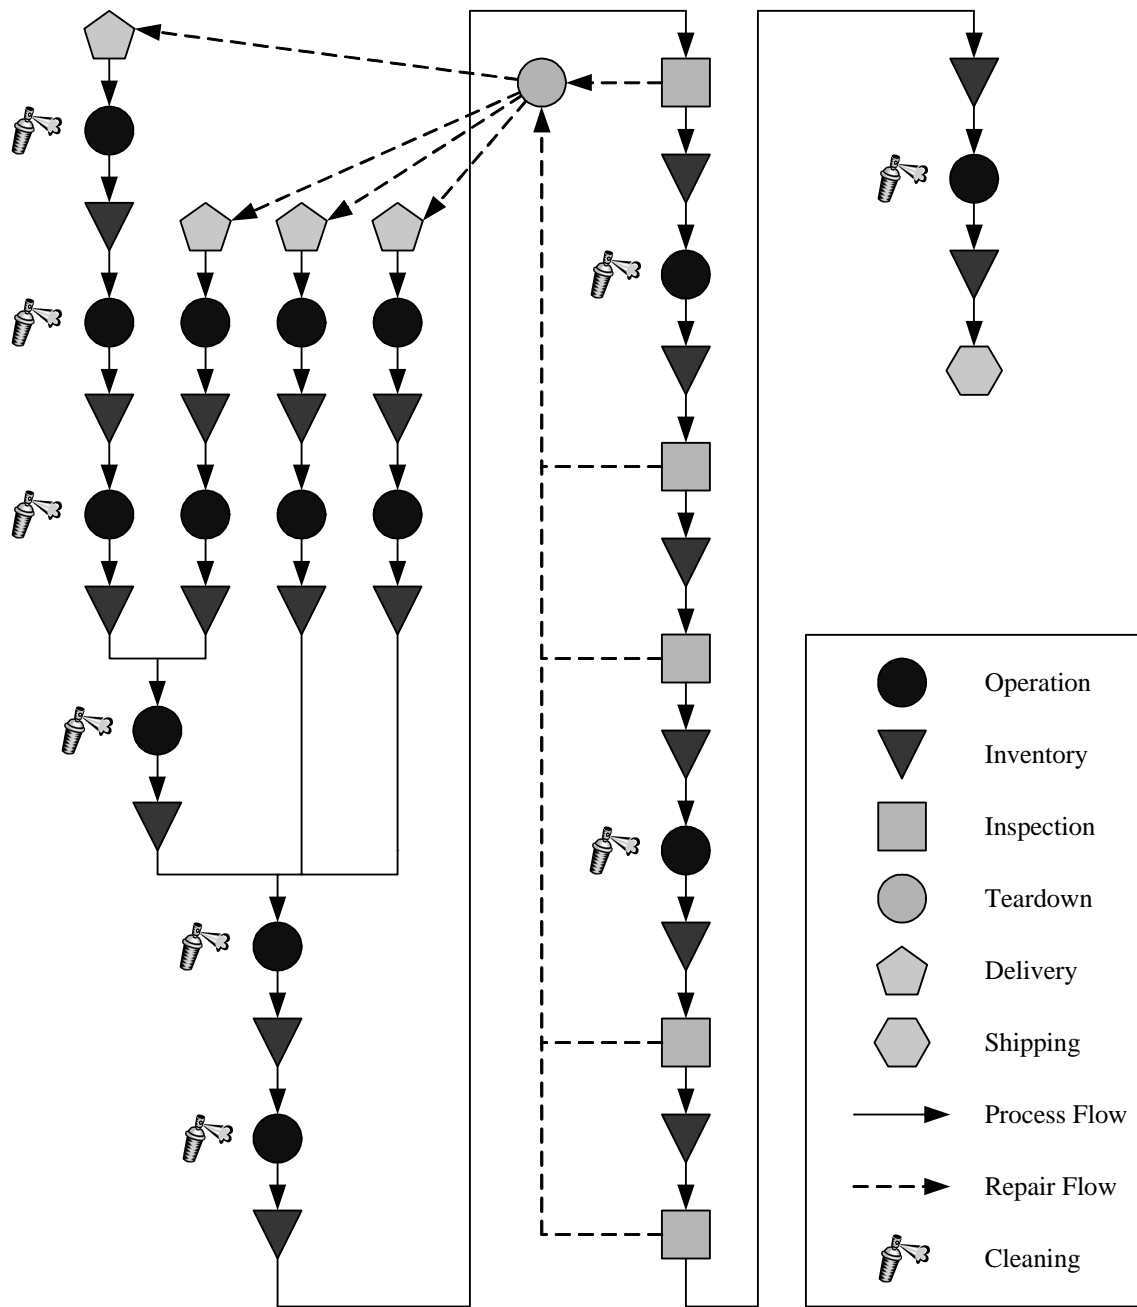 Operation
Inventory
Inspection
Teardown
Delivery
Shipping
Process Flow
Repair Flow
Cleaning